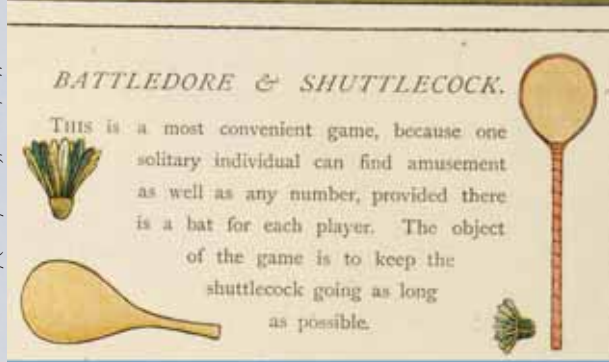 BATTLEDORE & SHUTTLECOCK.
THIS is a most convenient game, because one
solitary individual can find amusement
as well as any number, provided there
is a bat for each player. The object
of the game is to keep the
shuttlecock going as long
as possible.